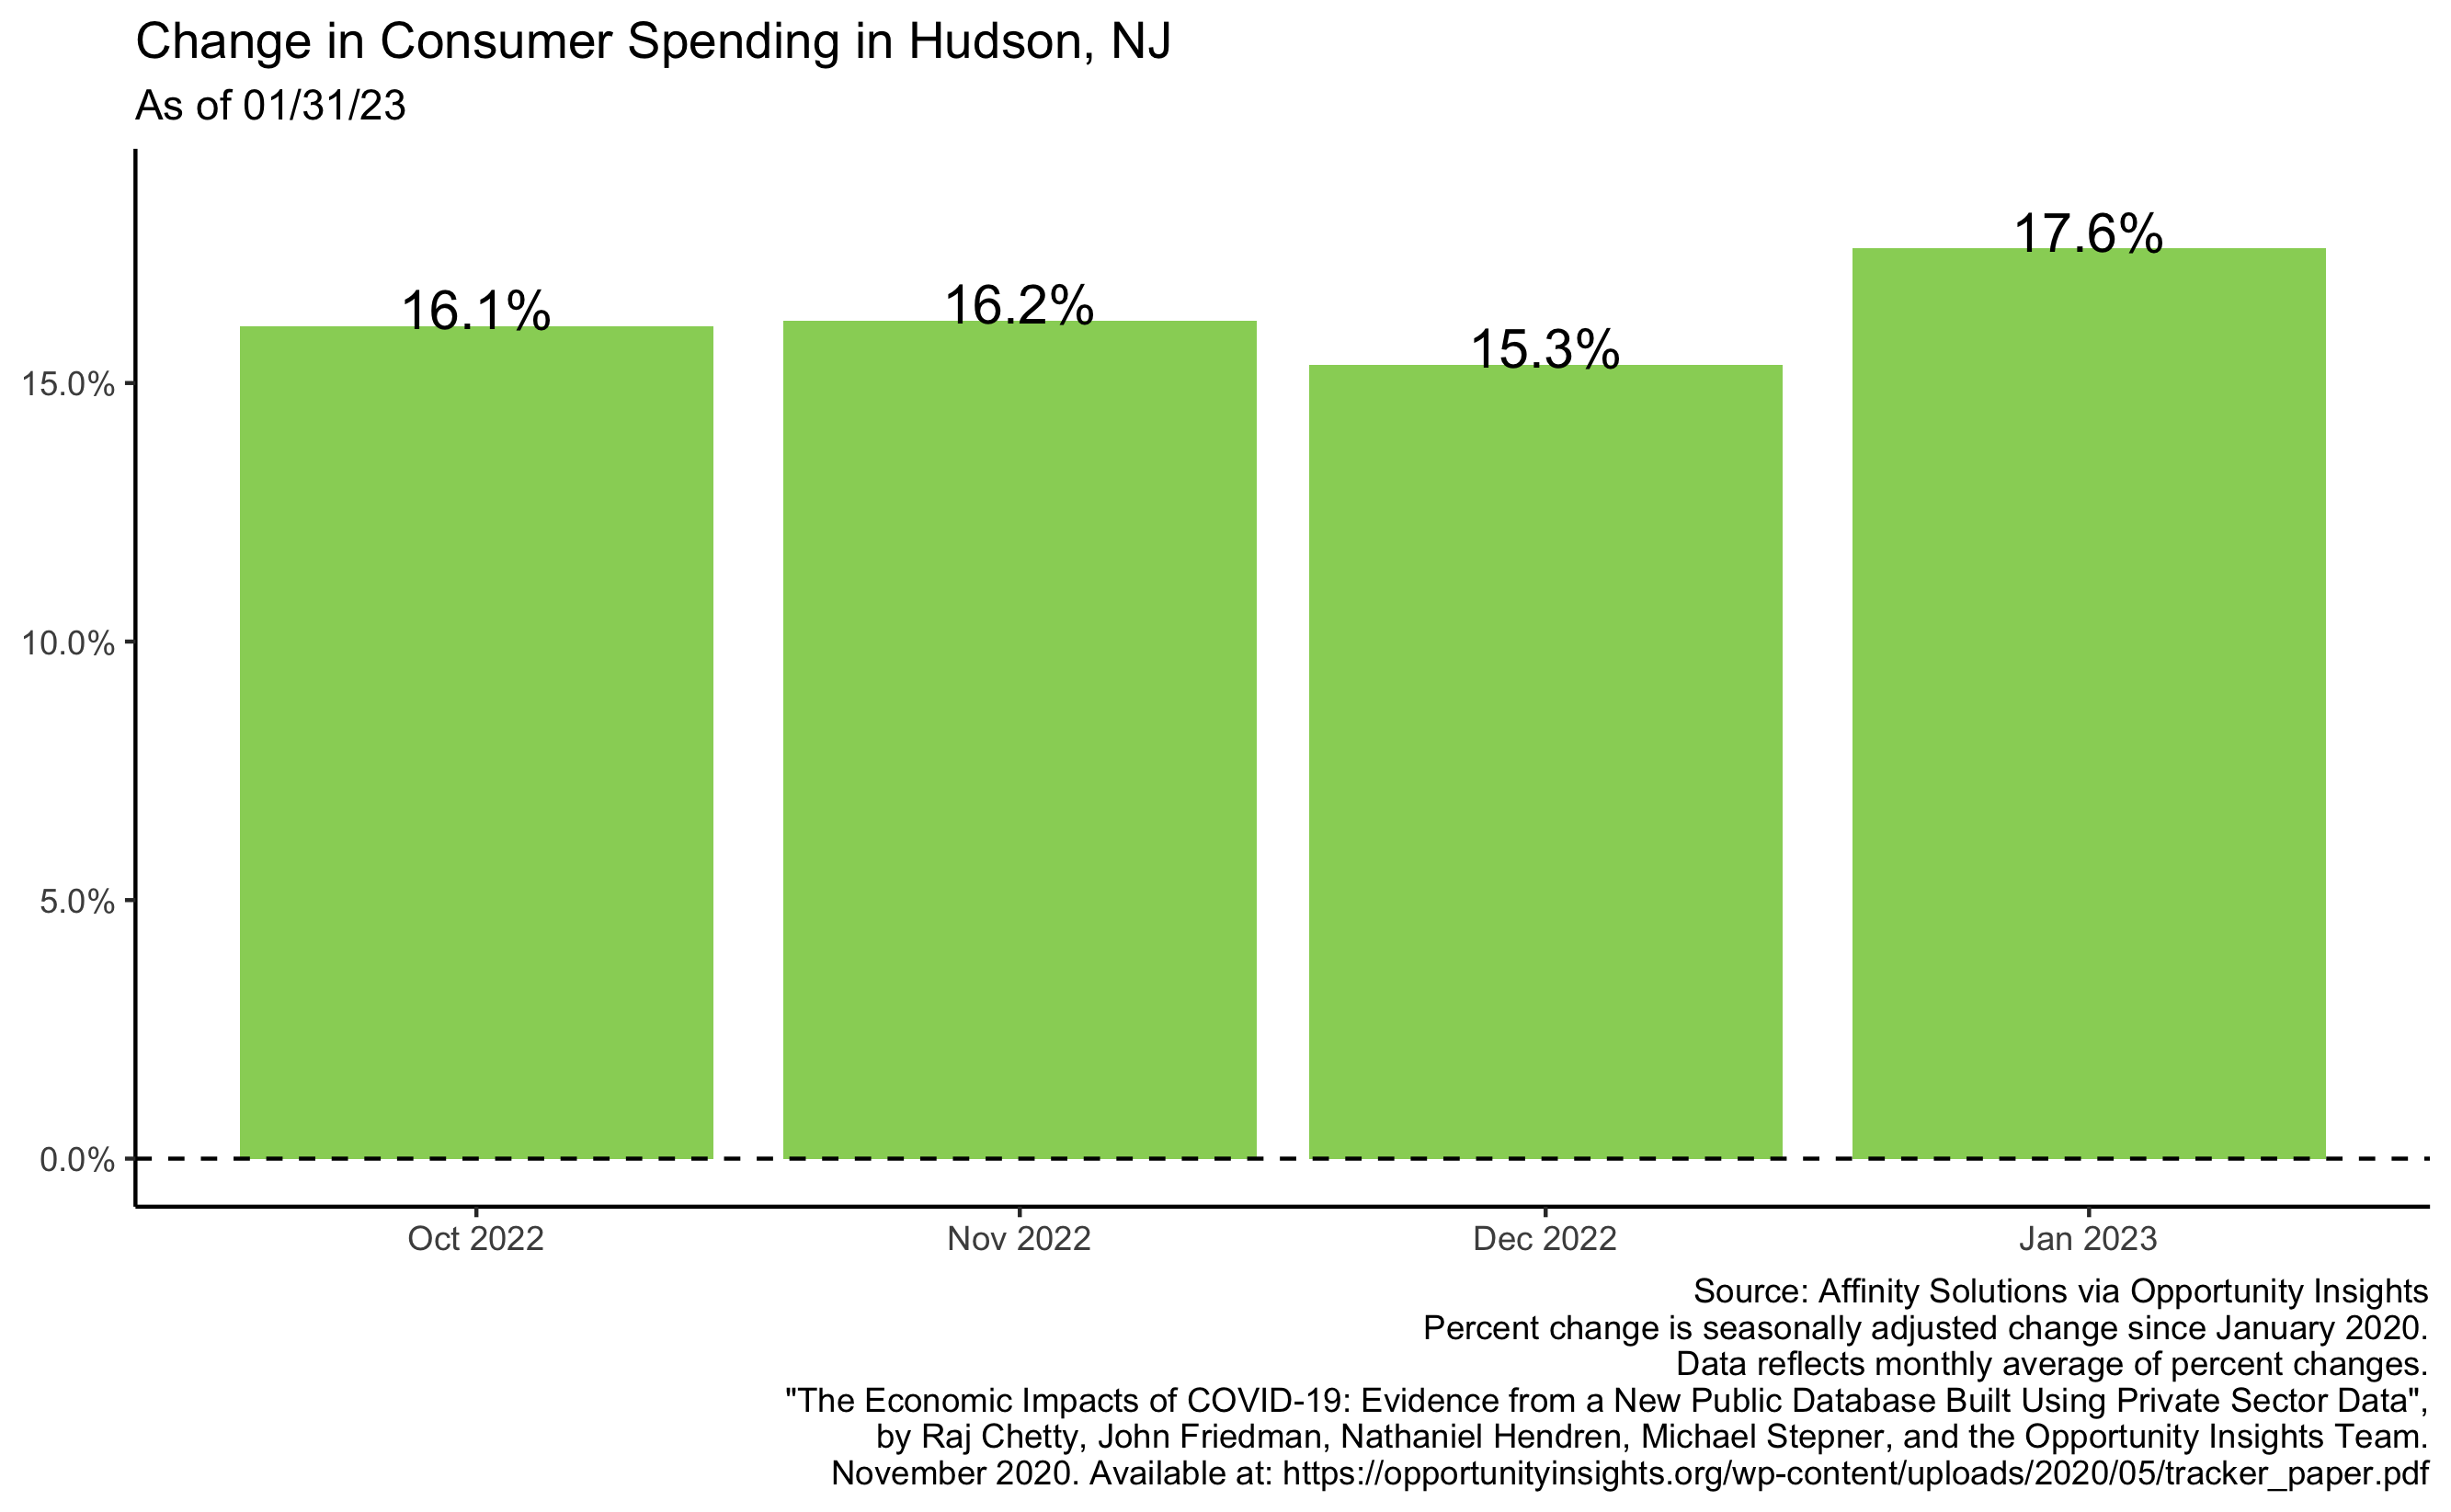 Change in Consumer Spending in Hudson, NJ
As of 01/31/23
17.6%
16.1%
16.2%
15.3%
15.0%
10.0%
5.0%
0.0%
Oct 2022
Nov 2022
Dec 2022
Jan 2023
Source: Affinity Solutions via Opportunity Insights
Percent change is seasonally adjusted change since January 2020.
Data reflects monthly average of percent changes.
"The Economic Impacts of COVID-19: Evidence from a New Public Database Built Using Private Sector Data",
by Raj Chetty, John Friedman, Nathaniel Hendren, Michael Stepner, and the Opportunity Insights Team.
November 2020. Available at: https://opportunityinsights.org/wp-content/uploads/2020/05/tracker_paper.pdf